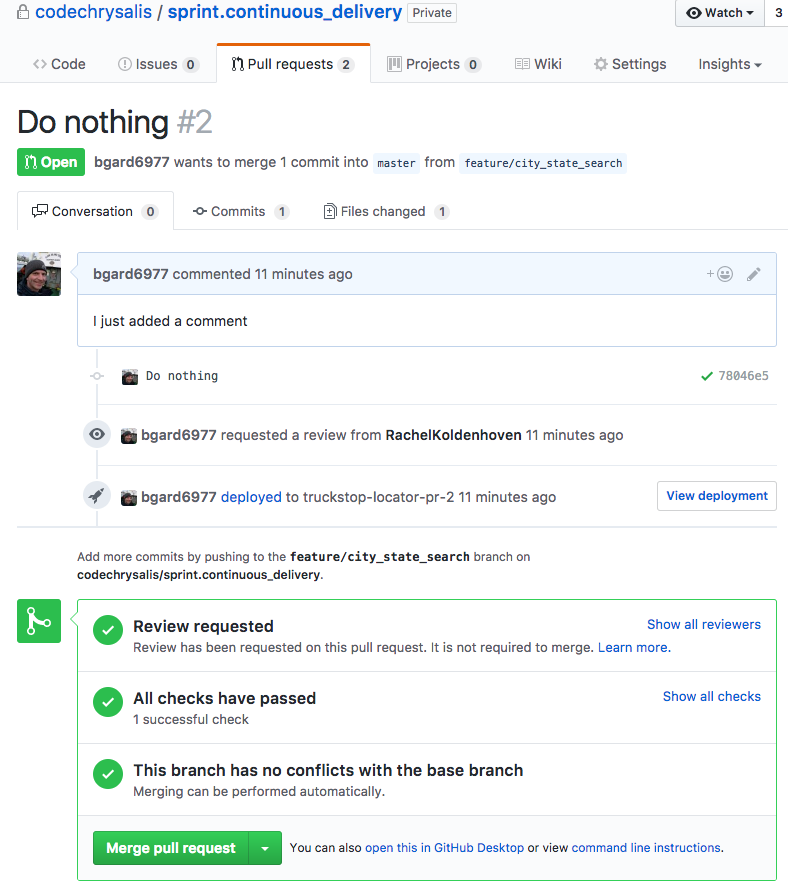 codechrysalis / sprint.continuous_delivery Private Watch 3
Code Issues 0 Pull requests 2 Projects 0 Wiki Settings Insights
Do nothing #2
Open bgard6977 wants to merge 1 commit into master from feature/city_state_search
Conversation 0 Commits 1 Files changed 1
bgard6977 commented 11 minutes ago
I just added a comment
Do nothing 78046e5
bgard6977 requested a review from RachelKoldenhoven 11 minutes ago
bgard6977 deployed to truckstop-locator-pr-2 11 minutes ago View deployment
Add more commits by pushing to the feature/city_state_search branch on
codechrysalis/sprint.continuous_delivery.
Review requested Show all reviewers
Review has been requested on this pull request. It is not required to merge. Learn more.
All checks have passed Show all checks
1 successful check
This branch has no conflicts with the base branch
Merging can be performed automatically.
Merge pull request You can also open this in GitHub Desktop or view command line instructions.